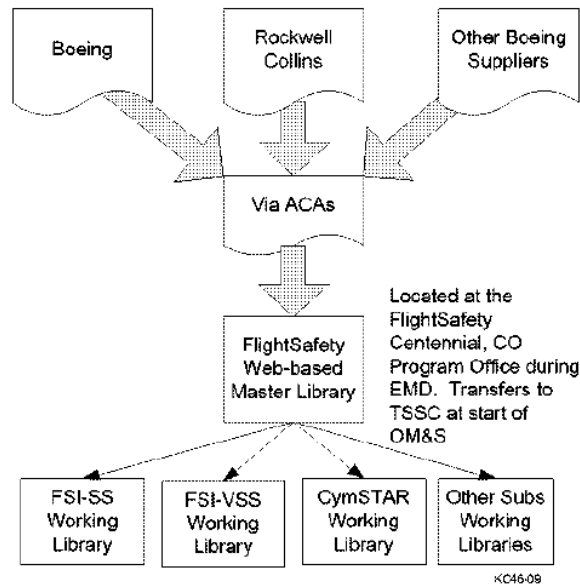 Boeing
Rockwell
Collins
Other Boeing
Suppliers
Via ACAs
FlightSafety
Web-based
Master Library
Located at the
FlightSafety
Centennial, CO
Program Office during
EMD. Transfers to
TSSC at start of
OM&S
FSI-SS
Working
Library
FSI-VSS
Working
Library
CymSTAR
Working
Library
Other Subs
Working
Libraries
KC46-09